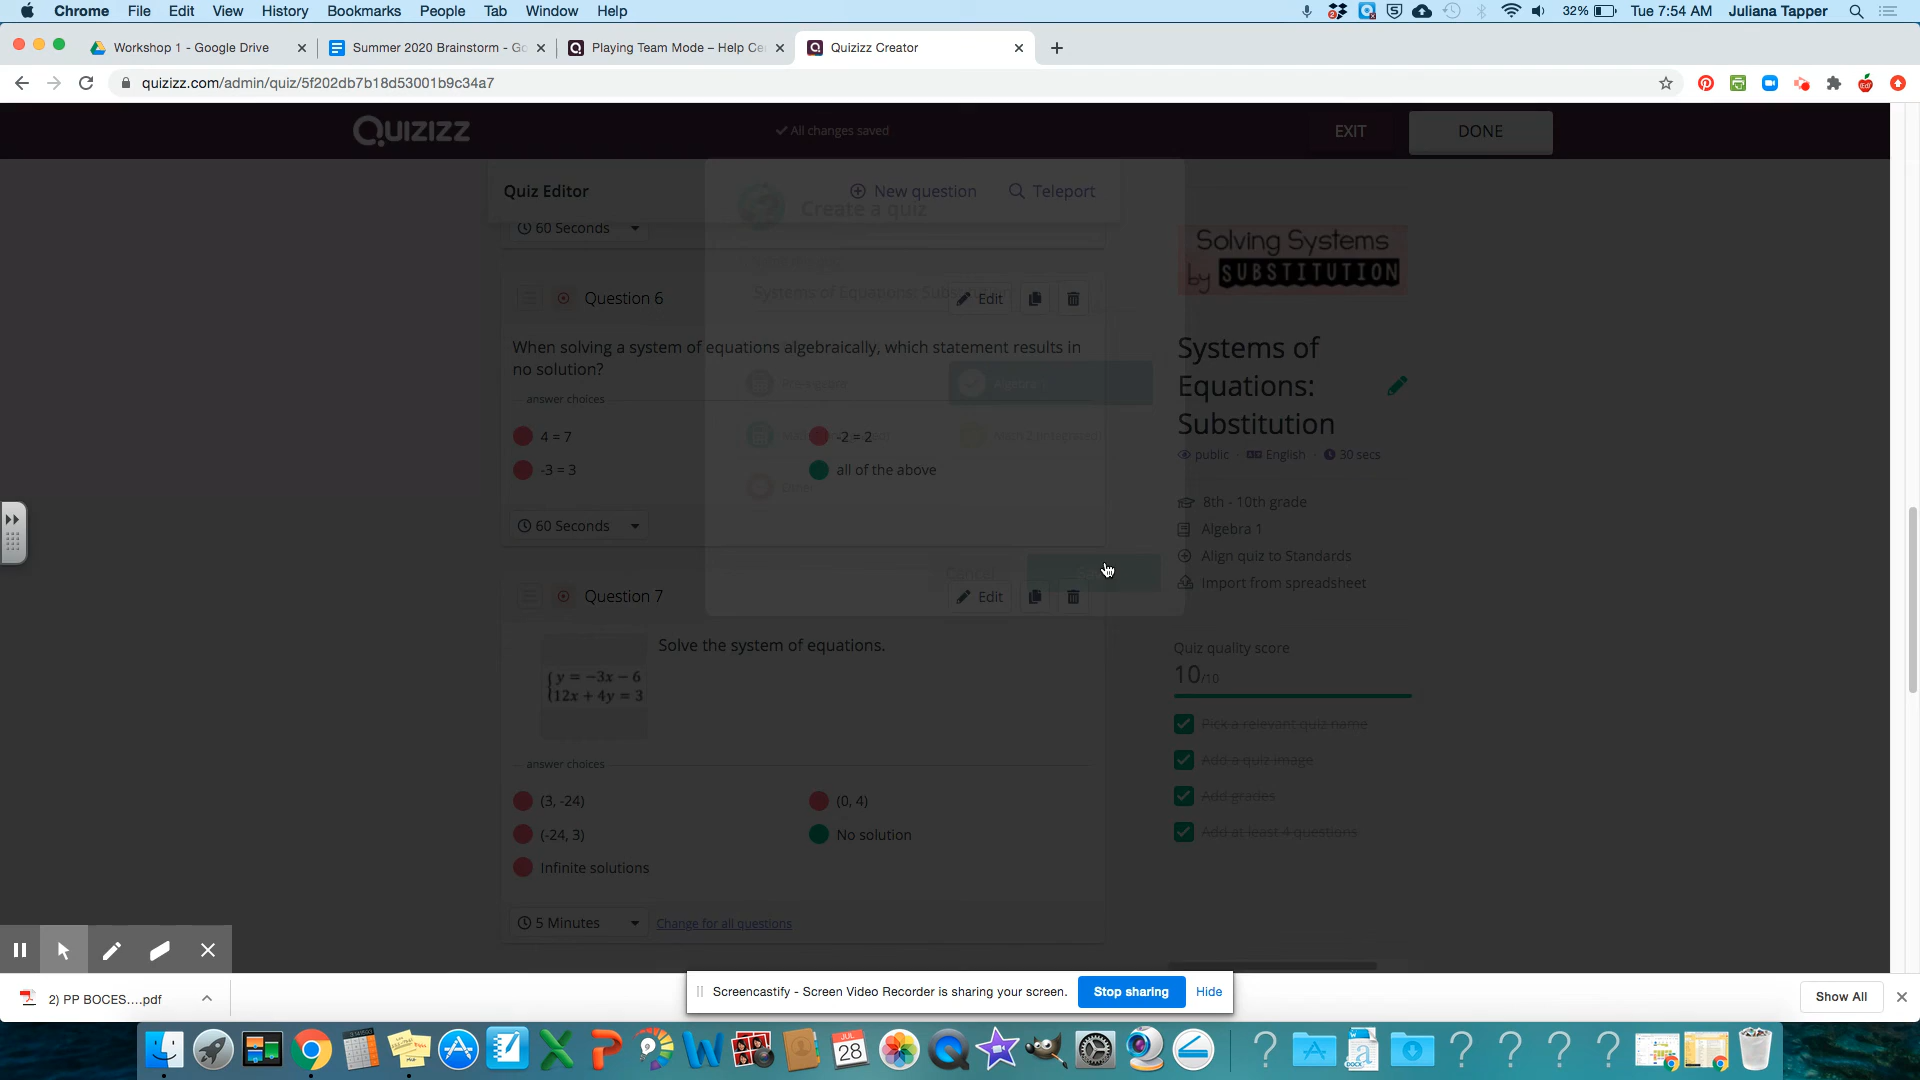 Chrome File Edit View History Bookmarks People Tab Window Help 32% Tue 7:54 AM Juliana Tapper
Workshop 1 - Google Drive Summer 2020 Brainstorm - Go Playing Team Mode – Help Ce Quizizz Creator
quizizz.com/admin/quiz/5f202db7b18d53001b9c34a7
Quizizz All changes saved EXIT DONE
Quiz Editor New question Teleport
Create a quiz
60 Seconds
Solving Systems
by SUBSTITUTION
Systems of Equations:
Question 6 Edit
When solving a system of equations algebraically, which statement results in
no solution?
answer choices
4 = 7 -2 = 2
-3 = 3 all of the above
60 Seconds
Cancel
Question 7 Edit
Solve the system of equations.
y = −3x − 6
12x + 4y = 3
answer choices
(3, -24) (0, 4)
(-24, 3) No solution
Infinite solutions
5 Minutes Change for all questions
Systems of
Equations:
Substitution
public · English · 30 secs
8th - 10th grade
Algebra 1
Align quiz to Standards
Import from spreadsheet
Quiz quality score
10/10
Pick a relevant quiz name
Add a quiz image
Add grades
Add at least 4 questions
2) PP BOCES....pdf
Screencastify - Screen Video Recorder is sharing your screen. Stop sharing Hide
Show All
JUL
28
DOCX